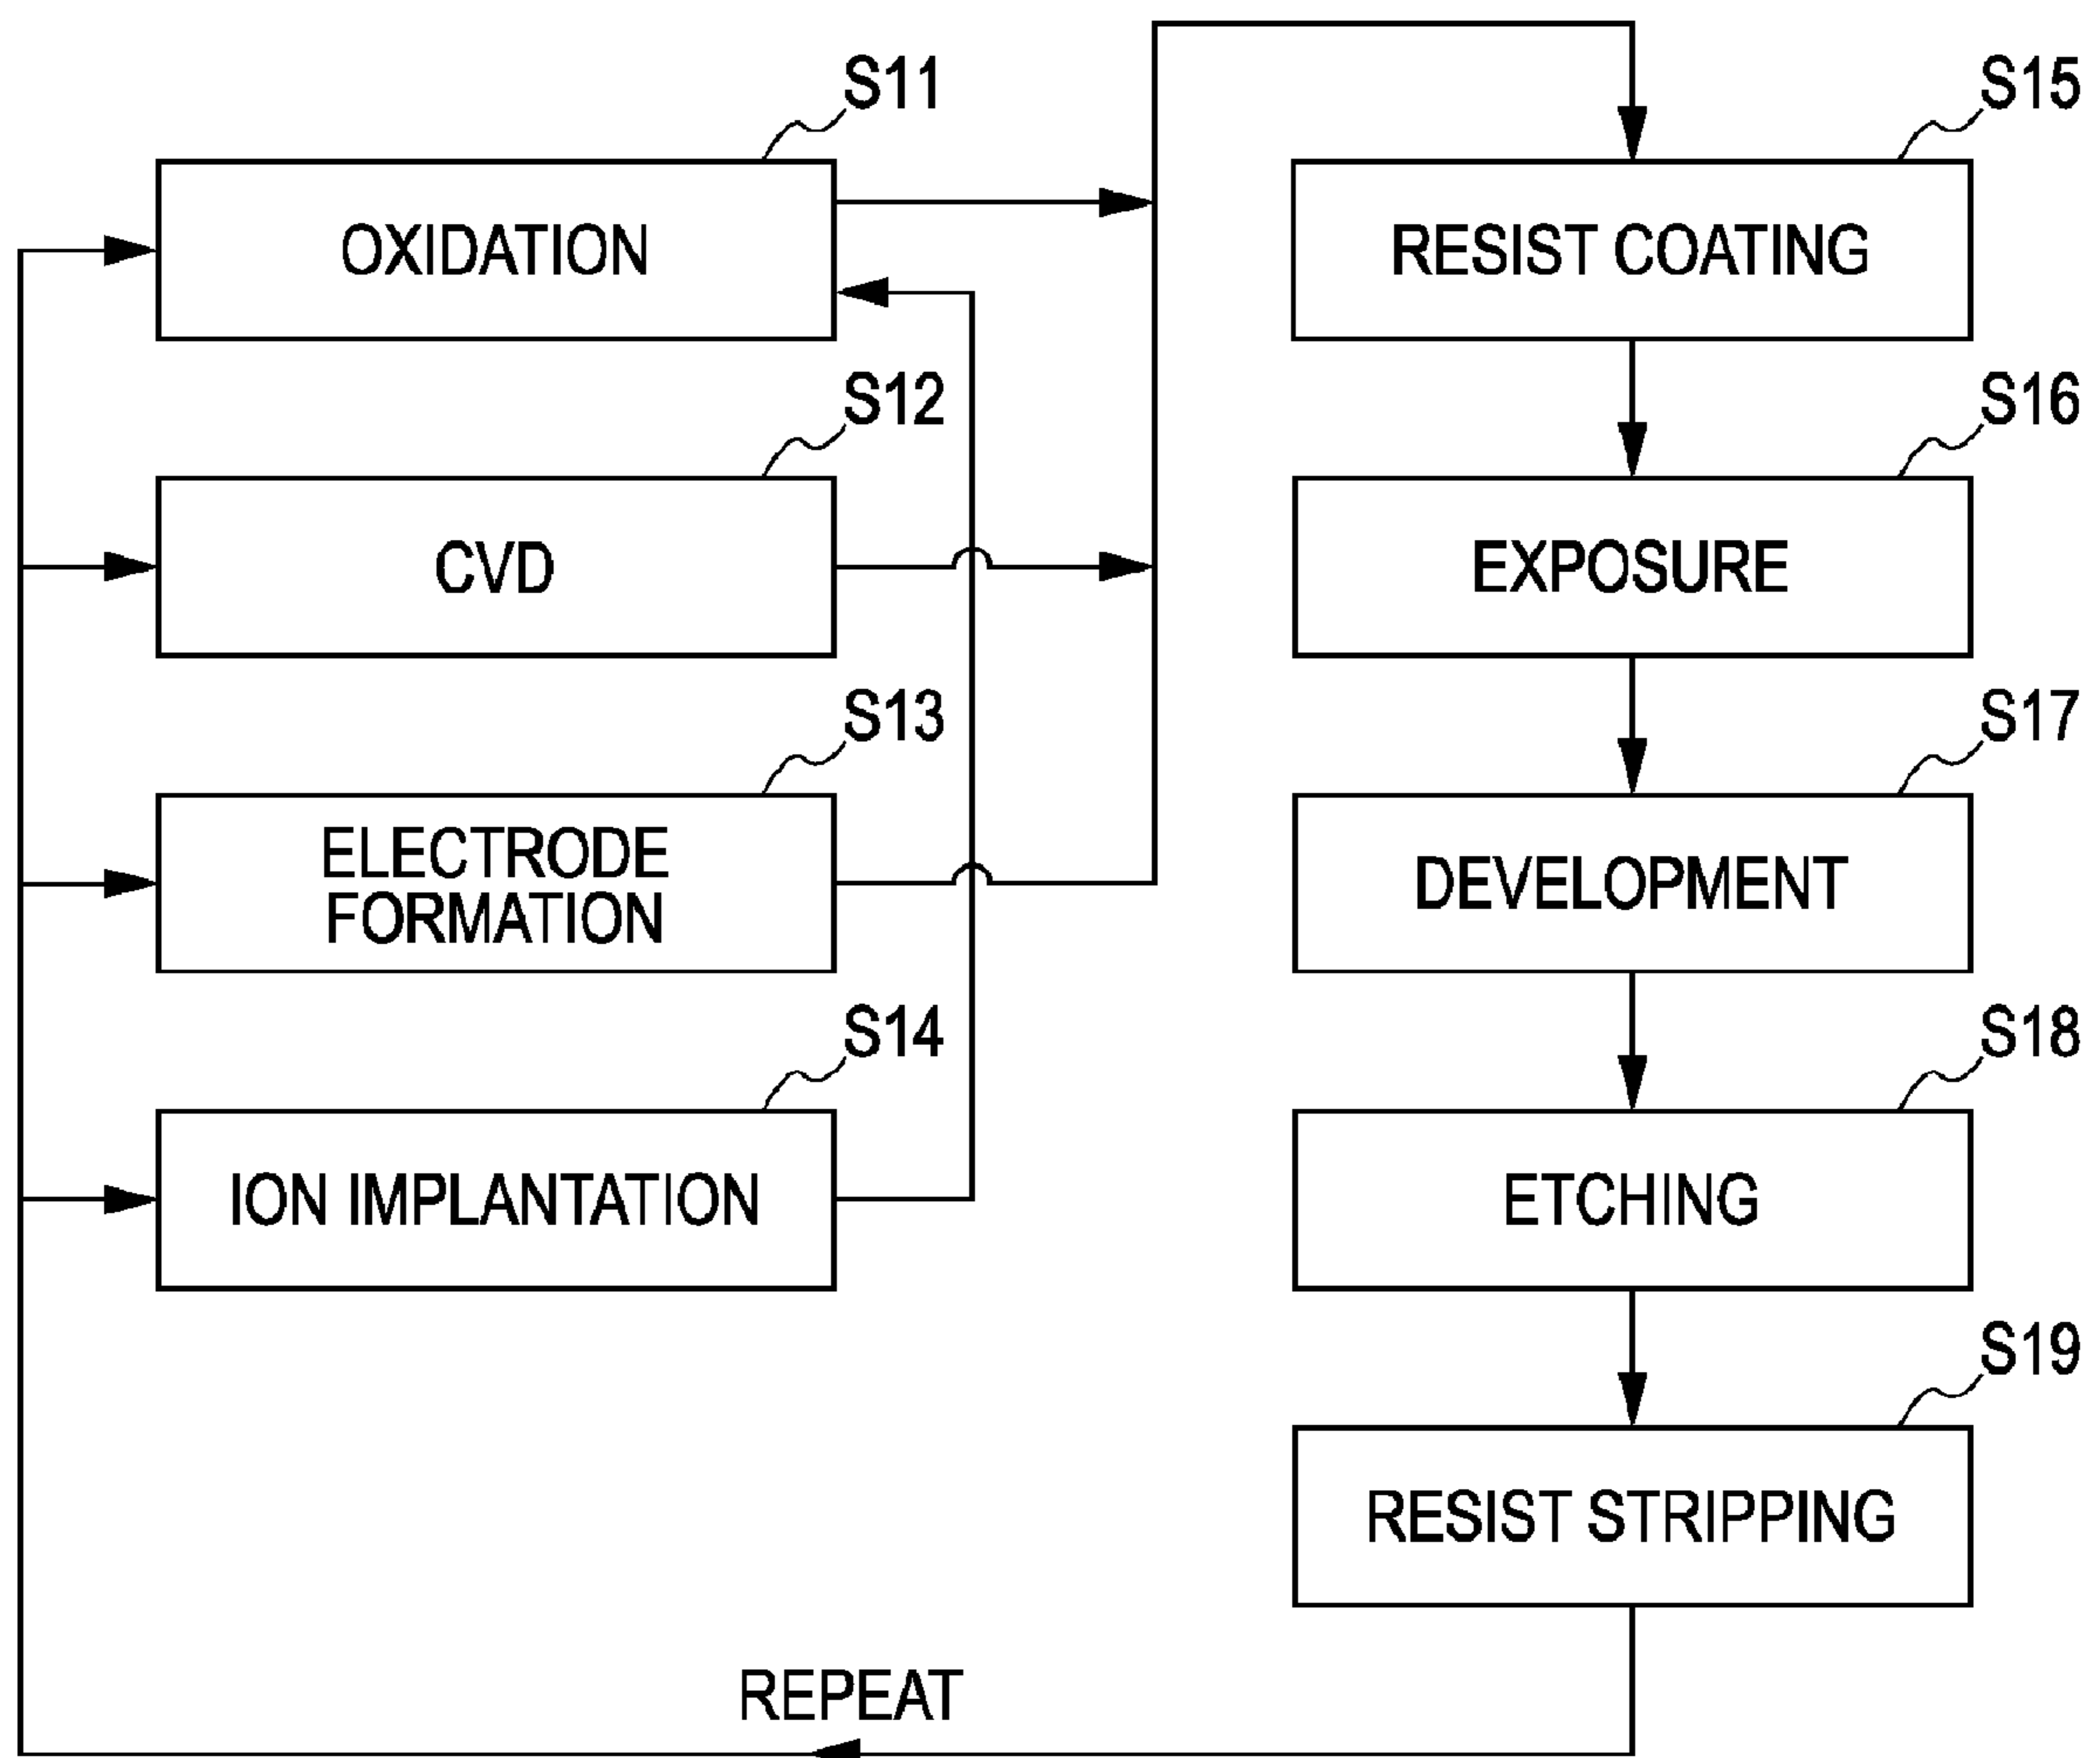 S11
OXIDATION
S12
CVD
S13
ELECTRODE
FORMATION
S14
ION IMPLANTATION
S15
RESIST COATING
S16
EXPOSURE
S17
DEVELOPMENT
S18
ETCHING
S19
RESIST STRIPPING
REPEAT